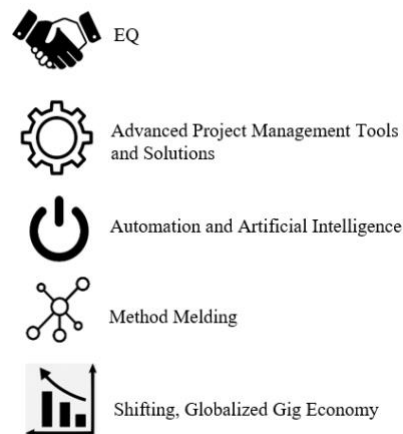 EQ
Advanced Project Management Tools
and Solutions
Automation and Artificial Intelligence
Method Melding
Shifting, Globalized Gig Economy